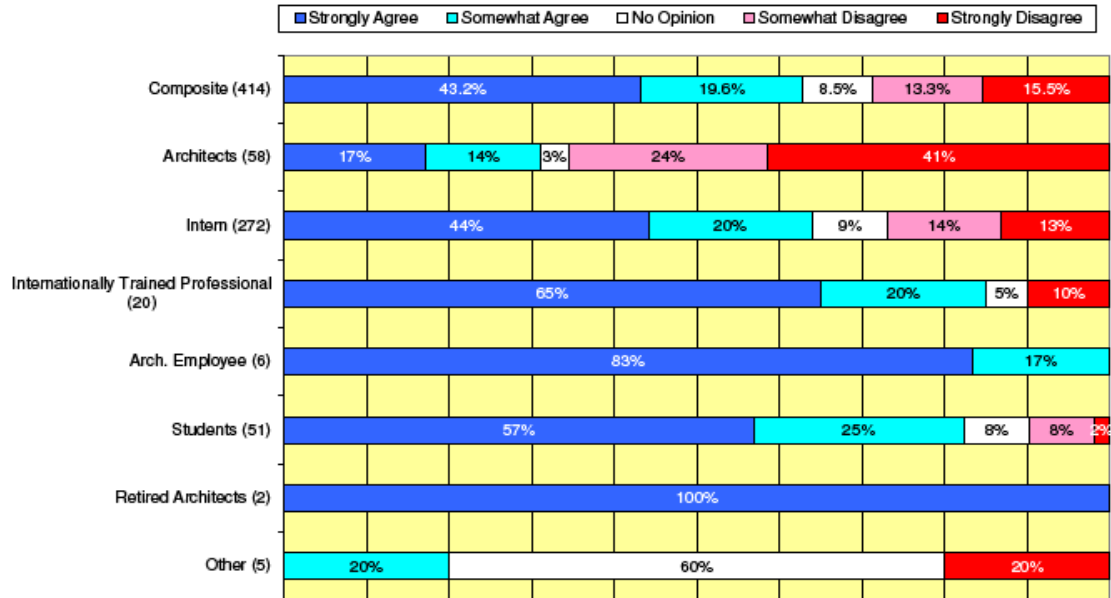 Strongly Agree Somewhat Agree No Opinion Somewhat Disagree Strongly Disagree
Composite (414) 43.2% 19.6% 8.5% 13.3% 15.5%
Architects (58) 17% 14% 3% 24% 41%
Intern (272) 44% 20% 9% 14% 13%
Internationally Trained Professional
(20) 65% 20% 5% 10%
Arch. Employee (6) 83% 17%
Students (51) 57% 25% 8% 8% 2%
Retired Architects (2) 100%
Other (5) 20% 60% 20%